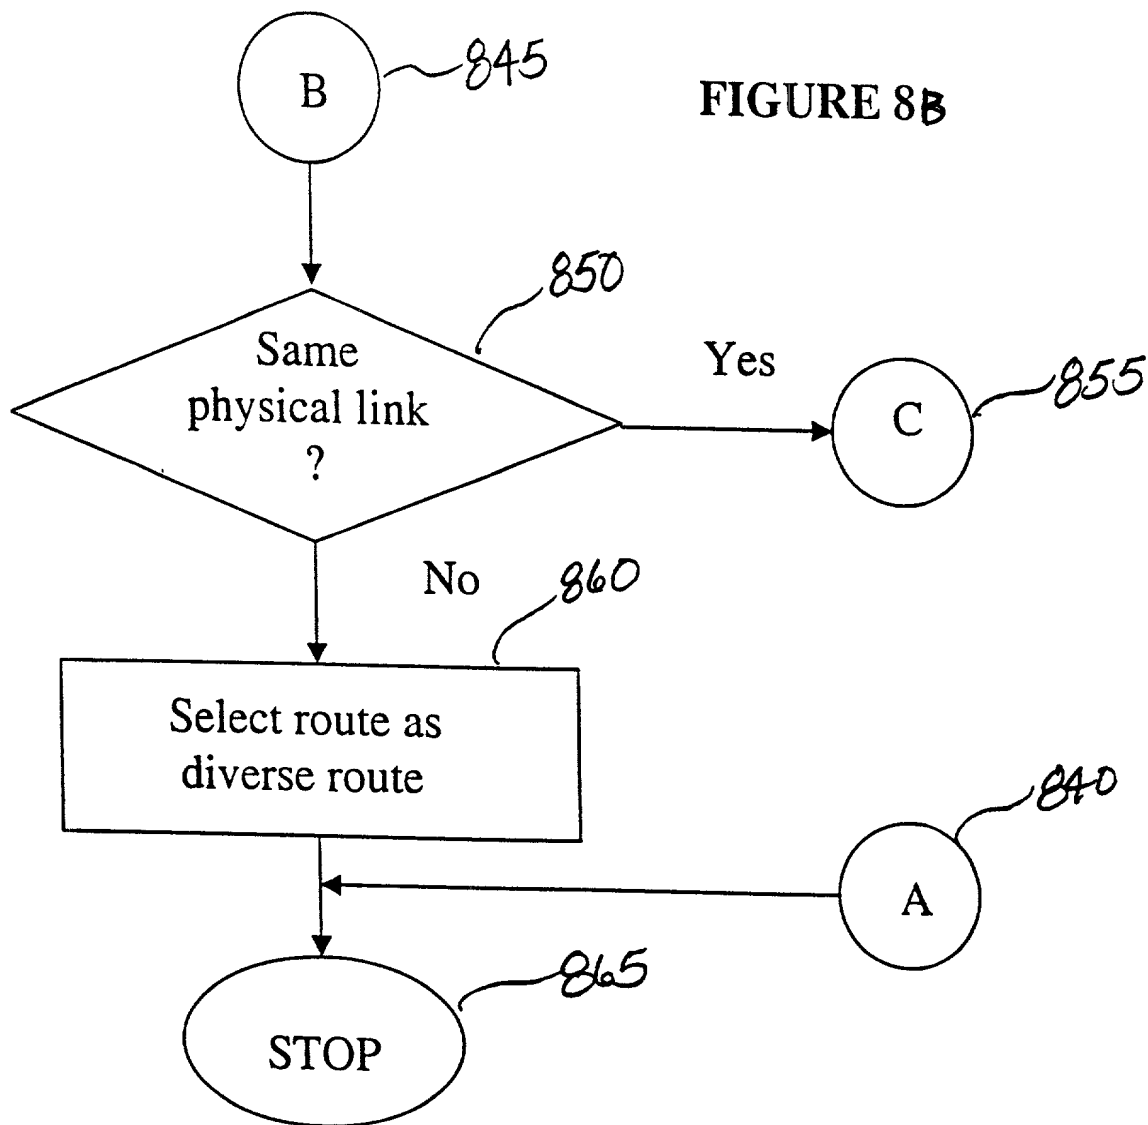 B
845
FIGURE 8B
850
Same
physical link
?
Yes
C
855
No
860
Select route as
diverse route
840
A
865
STOP